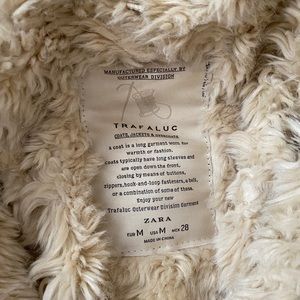 MANUFACTURED ESPECIALLY BY
OUTERWEAR DIVISION
TRAFALUC
COATS, JACKETS & OVERCOATS
a coat is a long garment worn for
warmth or fashion.
coats typically have long sleeves and
are open down the front,
closing by means of buttons,
zippers, hook-and-loop fasteners, a belt,
or a combination of some of these.
Enjoy your new
Trafaluc Outerwear Division Garment
ZARA
EUR M USA M MEX 28
MADE IN CHINA